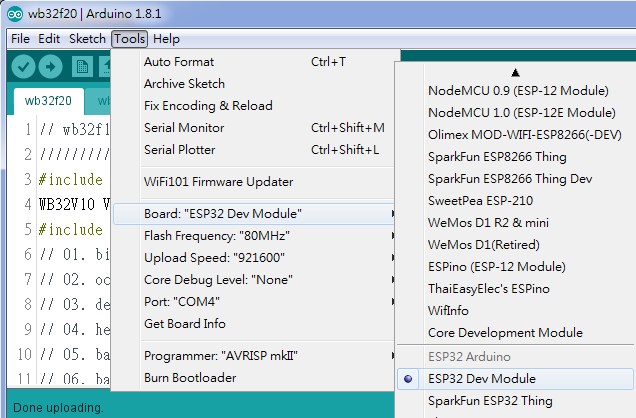 wb32f20 | Arduino 1.8.1
File Edit Sketch Tools Help
wb32f20 wb
1 // wb32f1
2 //////////
3 #include
4 WB32V10 W
5 #include
6 // 01. bi
7 // 02. oc
8 // 03. de
9 // 04. he
10 // 05. ba
11 // 06. ba
Done uploading.
Auto Format Ctrl+T
Archive Sketch
Fix Encoding & Reload
Serial Monitor Ctrl+Shift+M
Serial Plotter Ctrl+Shift+L
WiFi101 Firmware Updater
Board: "ESP32 Dev Module"
Flash Frequency: "80MHz"
Upload Speed: "921600"
Core Debug Level: "None"
Port: "COM4"
Get Board Info
Programmer: "AVRISP mkII"
Burn Bootloader
NodeMCU 0.9 (ESP-12 Module)
NodeMCU 1.0 (ESP-12E Module)
Olimex MOD-WIFI-ESP8266(-DEV)
SparkFun ESP8266 Thing
SparkFun ESP8266 Thing Dev
SweetPea ESP-210
WeMos D1 R2 & mini
WeMos D1(Retired)
ESPino (ESP-12 Module)
ThaiEasyElec's ESPino
WifInfo
Core Development Module
ESP32 Arduino
ESP32 Dev Module
SparkFun ESP32 Thing